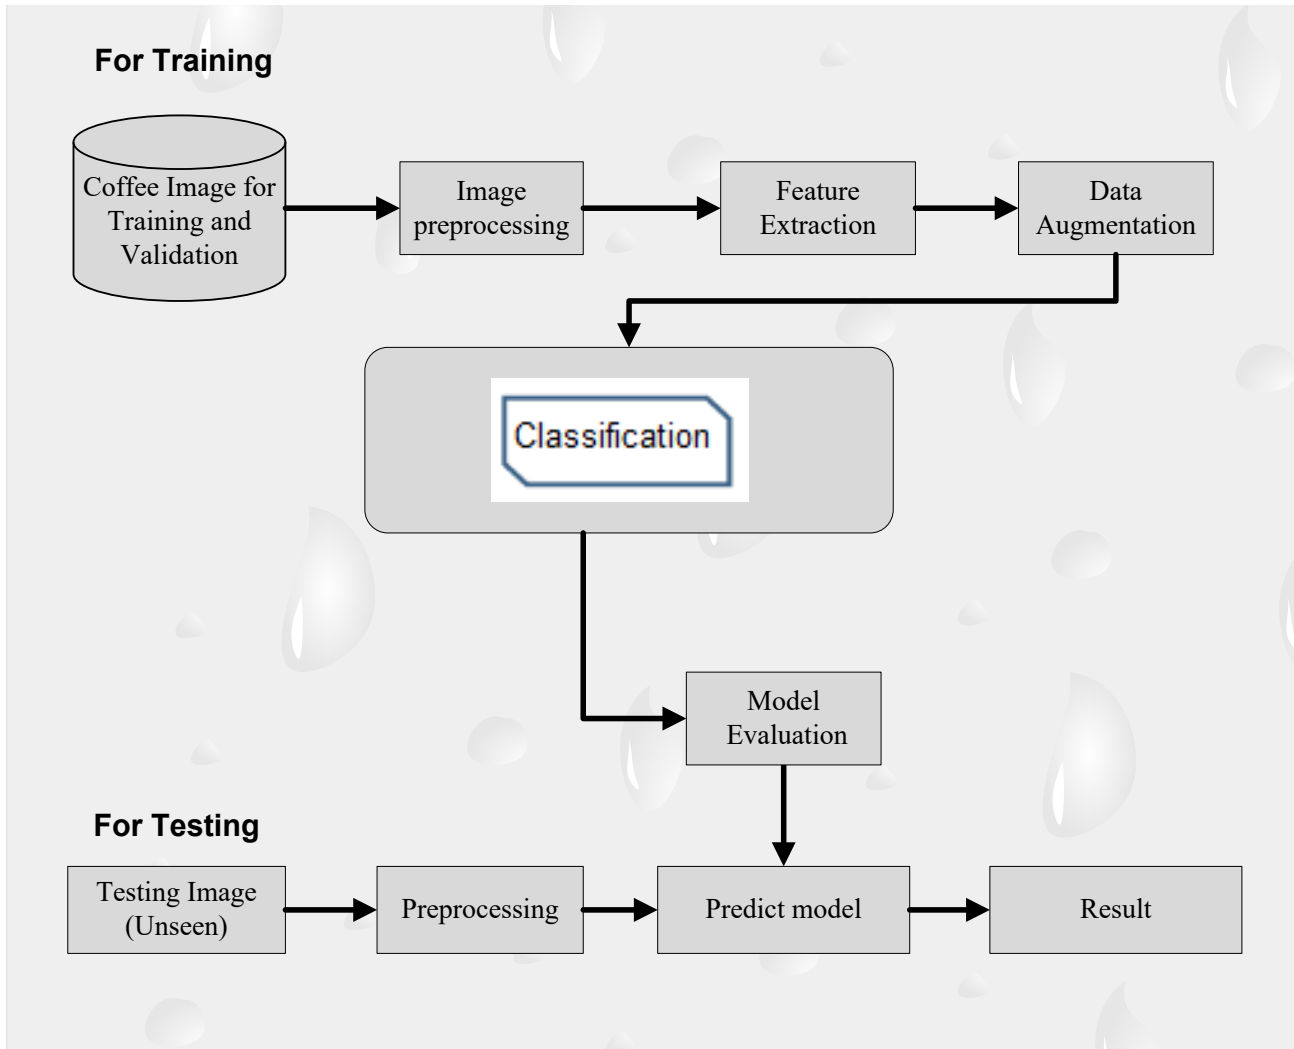 For Training
Coffee Image for
Training and
Validation
Image
preprocessing
Feature
Extraction
Data
Augmentation
Classification
Model
Evaluation
For Testing
Testing Image
(Unseen)
Preprocessing
Predict model
Result